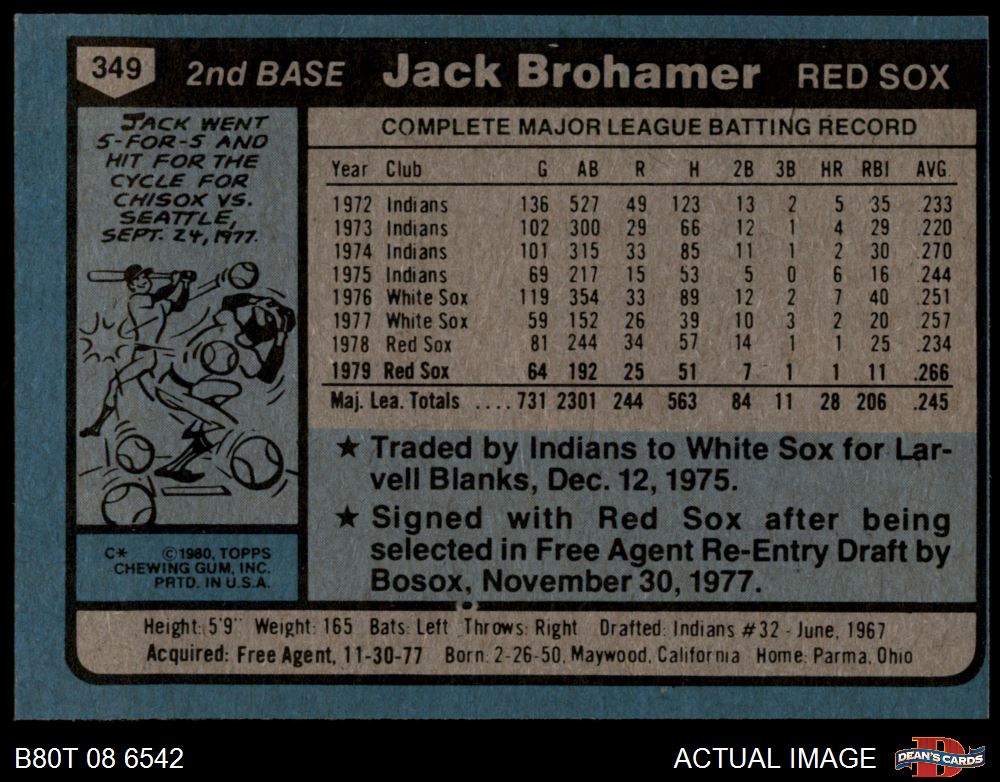 349 2nd BASE Jack Brohamer RED SOX
JACK WENT
5-FOR-5 AND
HIT FOR THE
CYCLE FOR
CHISOX VS.
SEATTLE,
SEPT. 24, 1977.
COMPLETE MAJOR LEAGUE BATTING RECORD
Year Club G AB R H 2B 3B HR RBI AVG.
1972 Indians 136 527 49 123 13 2 5 35 .233
1973 Indians 102 300 29 66 12 1 4 29 .220
1974 Indians 101 315 33 85 11 1 2 30 .270
1975 Indians 69 217 15 53 5 0 6 16 .244
1976 White Sox 119 354 33 89 12 2 7 40 .251
1977 White Sox 59 152 26 39 10 3 2 20 .257
1978 Red Sox 81 244 34 57 14 1 1 25 .234
1979 Red Sox 64 192 25 51 7 1 1 11 .266
Maj. Lea. Totals ....731 2301 244 563 84 11 28 206 .245
★ Traded by Indians to White Sox for Lar-
vell Blanks, Dec. 12, 1975.
★ Signed with Red Sox after being
selected in Free Agent Re-Entry Draft by
Bosox, November 30, 1977.
C* ©1980, TOPPS
CHEWING GUM, INC.
PRTD. IN U.S.A.
Height: 5'9" Weight: 165 Bats: Left Throws: Right Drafted: Indians #32 - June, 1967
Acquired: Free Agent, 11-30-77 Born: 2-26-50, Maywood, California Home: Parma, Ohio
B80T 08 6542 ACTUAL IMAGE D DEAN'S CARDS